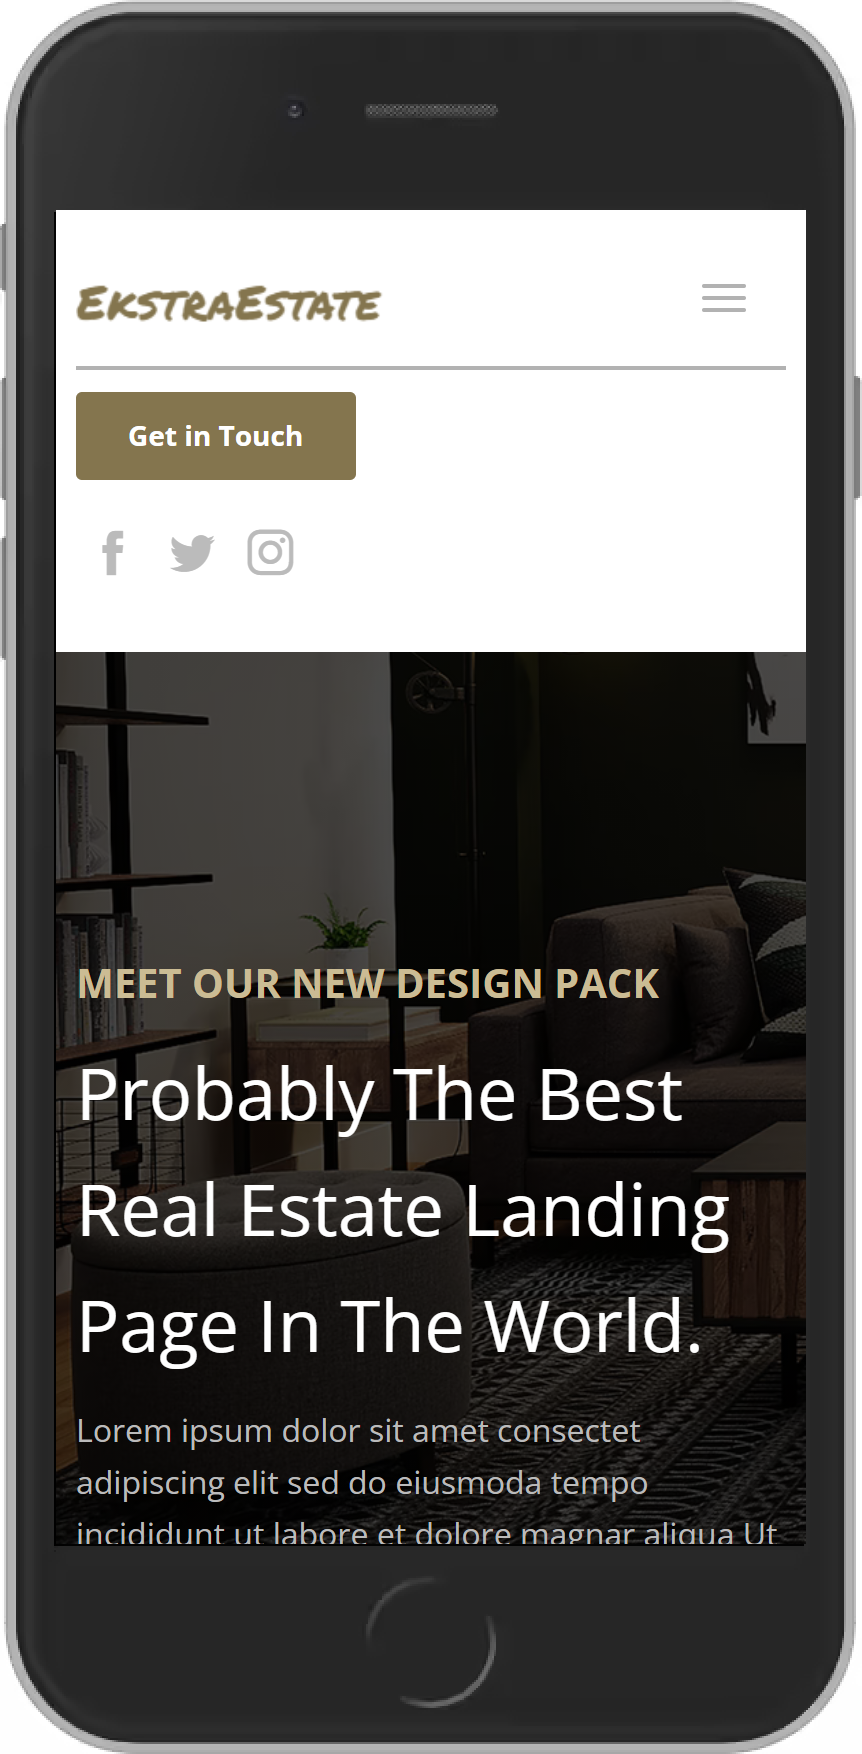 EkstraEstate
Get in Touch
MEET OUR NEW DESIGN PACK
Probably The Best
Real Estate Landing
Page In The World.
Lorem ipsum dolor sit amet consectet
adipiscing elit sed do eiusmoda tempo
incididunt ut labore et dolore magnar aliqua Ut